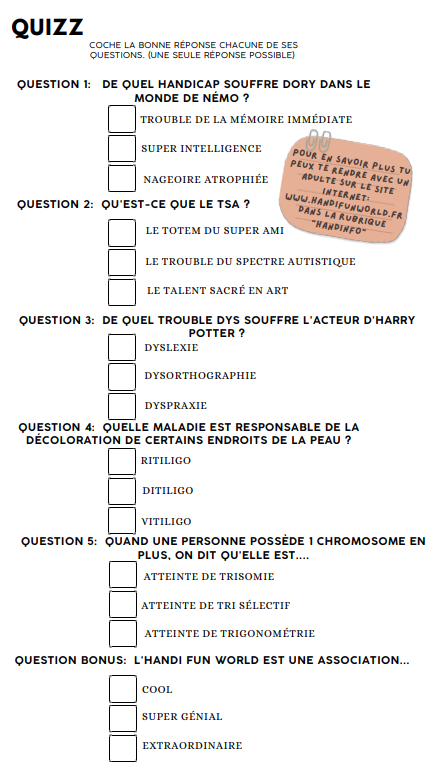 QUIZZ
COCHE LA BONNE RÉPONSE CHACUNE DE SES
QUESTIONS. (UNE SEULE RÉPONSE POSSIBLE)
QUESTION 1: DE QUEL HANDICAP SOUFFRE DORY DANS LE
MONDE DE NÉMO ?
TROUBLE DE LA MÉMOIRE IMMÉDIATE
SUPER INTELLIGENCE
NAGEOIRE ATROPHIÉE
POUR EN SAVOIR PLUS TU
PEUX TE RENDRE AVEC UN
ADULTE SUR LE SITE
INTERNET:
WWW.HANDIFUNWORLD.FR
DANS LA RUBRIQUE
"HANDINFO"
QUESTION 2: QU'EST-CE QUE LE TSA ?
LE TOTEM DU SUPER AMI
LE TROUBLE DU SPECTRE AUTISTIQUE
LE TALENT SACRÉ EN ART
QUESTION 3: DE QUEL TROUBLE DYS SOUFFRE L'ACTEUR D'HARRY
POTTER ?
DYSLEXIE
DYSORTHOGRAPHIE
DYSPRAXIE
QUESTION 4: QUELLE MALADIE EST RESPONSABLE DE LA
DÉCOLORATION DE CERTAINS ENDROITS DE LA PEAU ?
RITILIGO
DITILIGO
VITILIGO
QUESTION 5: QUAND UNE PERSONNE POSSÈDE 1 CHROMOSOME EN
PLUS, ON DIT QU'ELLE EST....
ATTEINTE DE TRISOMIE
ATTEINTE DE TRI SÉLECTIF
ATTEINTE DE TRIGONOMÉTRIE
QUESTION BONUS: L'HANDI FUN WORLD EST UNE ASSOCIATION...
COOL
SUPER GÉNIAL
EXTRAORDINAIRE